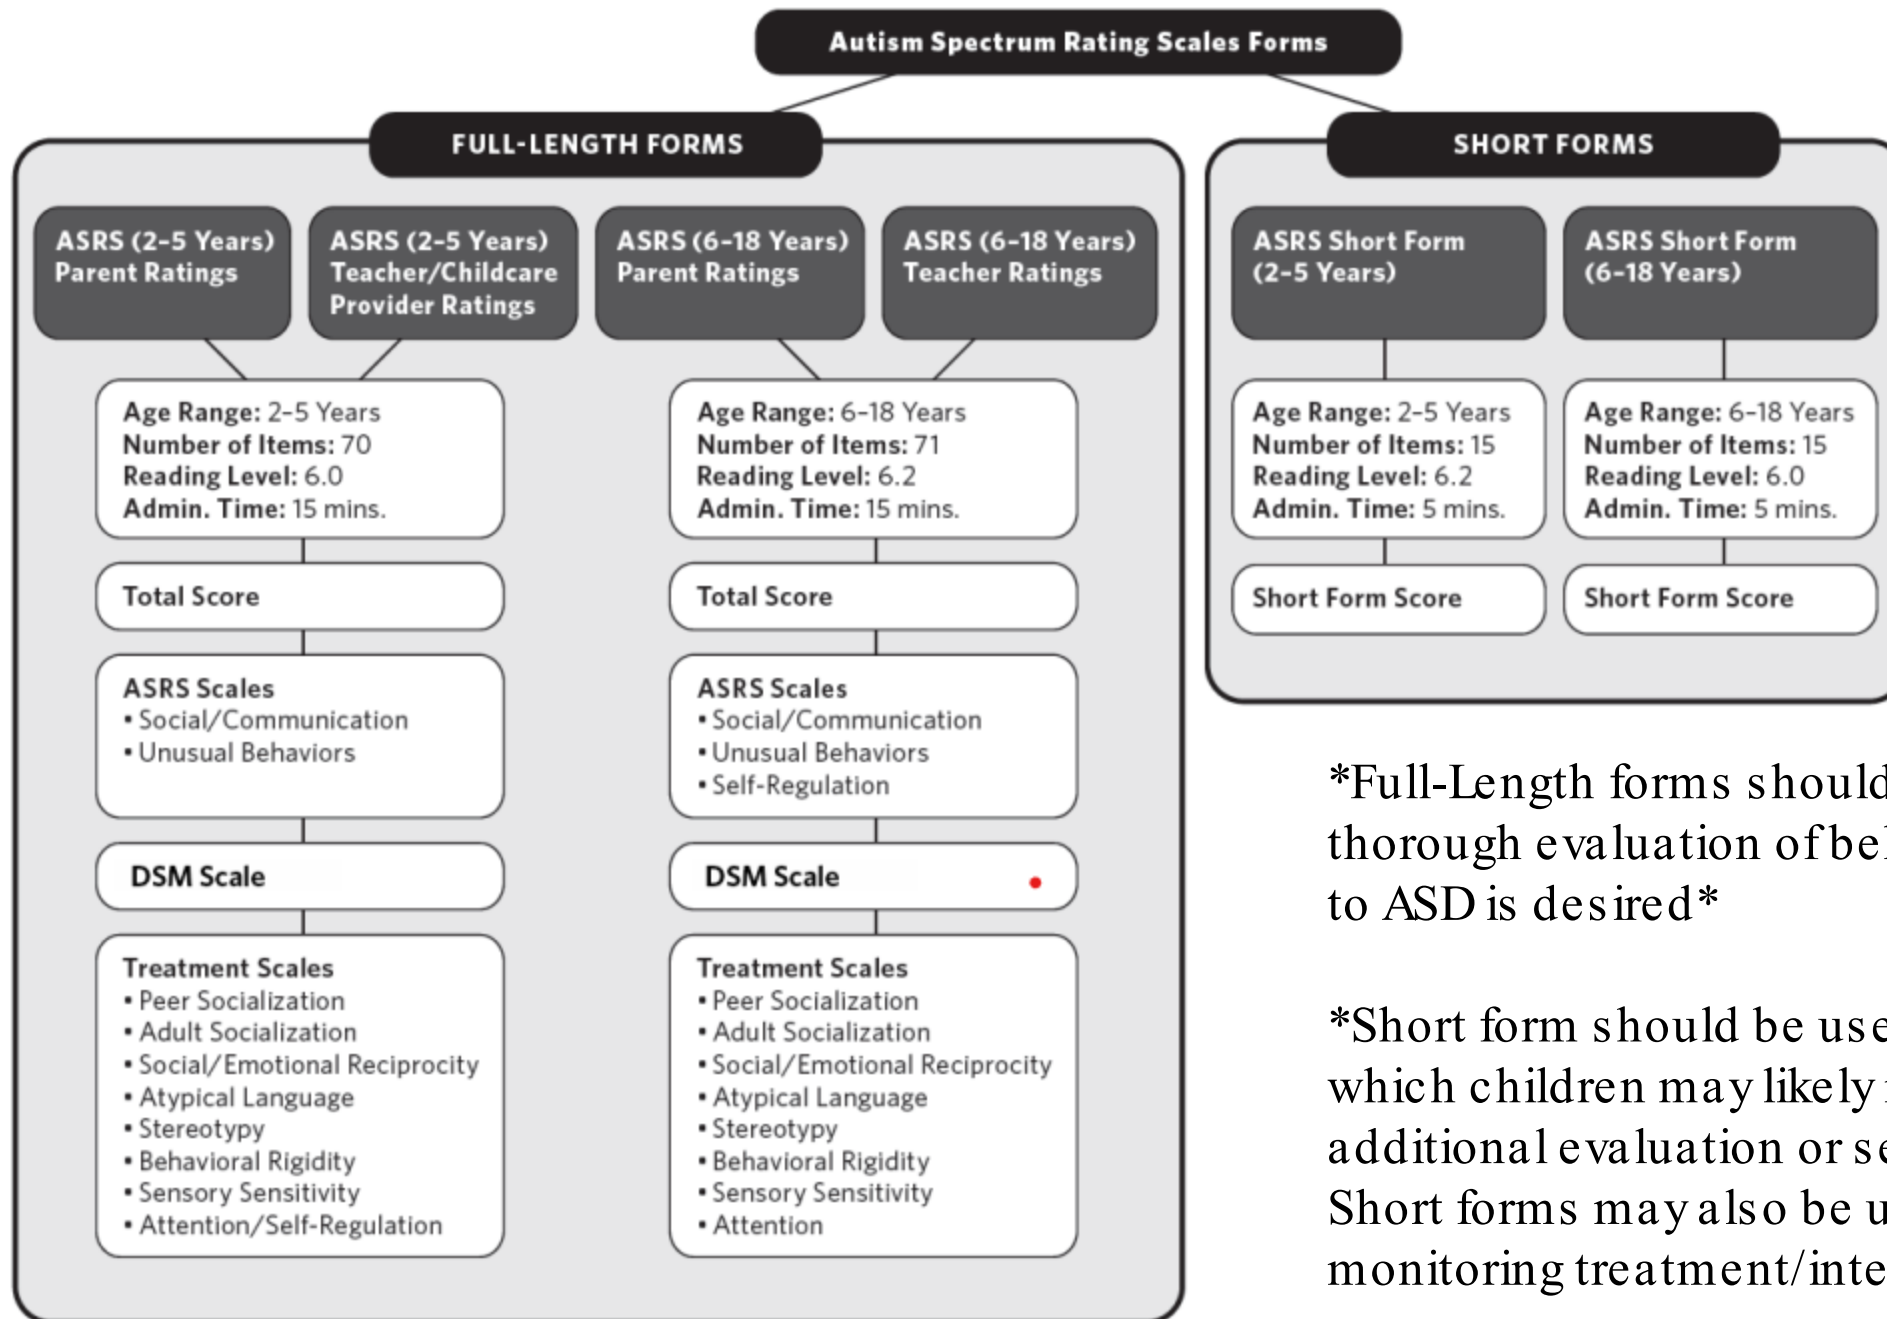 Autism Spectrum Rating Scales Forms
FULL-LENGTH FORMS
ASRS (2–5 Years)
Parent Ratings
ASRS (2–5 Years)
Teacher/Childcare
Provider Ratings
ASRS (6–18 Years)
Parent Ratings
ASRS (6–18 Years)
Teacher Ratings
Age Range: 2–5 Years
Number of Items: 70
Reading Level: 6.0
Admin. Time: 15 mins.
Total Score
ASRS Scales
▪ Social/Communication
▪ Unusual Behaviors
DSM Scale
Treatment Scales
▪ Peer Socialization
▪ Adult Socialization
▪ Social/Emotional Reciprocity
▪ Atypical Language
▪ Stereotypy
▪ Behavioral Rigidity
▪ Sensory Sensitivity
▪ Attention/Self-Regulation
Age Range: 6–18 Years
Number of Items: 71
Reading Level: 6.2
Admin. Time: 15 mins.
Total Score
ASRS Scales
▪ Social/Communication
▪ Unusual Behaviors
▪ Self-Regulation
DSM Scale
Treatment Scales
▪ Peer Socialization
▪ Adult Socialization
▪ Social/Emotional Reciprocity
▪ Atypical Language
▪ Stereotypy
▪ Behavioral Rigidity
▪ Sensory Sensitivity
▪ Attention
SHORT FORMS
ASRS Short Form
(2–5 Years)
Age Range: 2–5 Years
Number of Items: 15
Reading Level: 6.2
Admin. Time: 5 mins.
Short Form Score
ASRS Short Form
(6–18 Years)
Age Range: 6–18 Years
Number of Items: 15
Reading Level: 6.0
Admin. Time: 5 mins.
Short Form Score
*Full-Length forms should
thorough evaluation of
to ASD is desired*
*Short form should be
which children may likely
additional evaluation or
Short forms may also be
monitoring treatment/